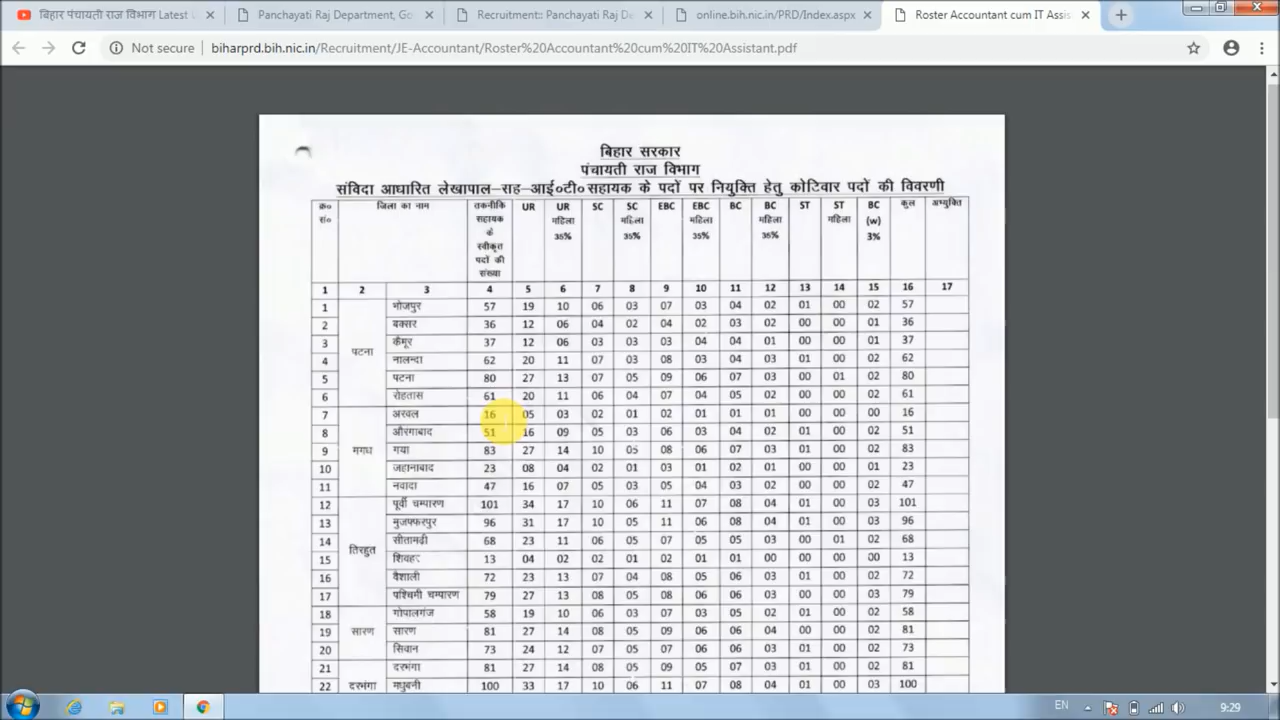 बिहार पंचायती राज विभाग Latest U
Panchayati Raj Department, Go
Recruitment:: Panchayati Raj De
online.bih.nic.in/PRD/Index.aspx
Roster Accountant cum IT Assis
Not secure | biharprd.bih.nic.in/Recruitment/JE-Accountant/Roster%20Accountant%20cum%20IT%20Assistant.pdf
बिहार सरकार
पंचायती राज विभाग
संविदा आधारित लेखापाल-सह-आई०टी० सहायक के पदों पर नियुक्ति हेतु कोटिवार पदों की विवरणी
क्र० सं० जिला का नाम तकनीकि सहायक के स्वीकृत पदों की संख्या UR UR महिला 35% SC SC महिला 35% EBC EBC महिला 35% BC BC महिला 35% ST ST महिला BC (w) 3% कुल अभ्युक्ति
1 2 3 4 5 6 7 8 9 10 11 12 13 14 15 16 17
1 भोजपुर 57 19 10 06 03 07 03 04 02 01 00 02 57
2 बक्सर 36 12 06 04 02 04 02 03 02 00 00 01 36
3 कैमूर 37 12 06 03 03 03 04 04 01 00 00 01 37
पटना
4 नालन्दा 62 20 11 07 03 08 03 04 03 01 00 02 62
5 पटना 80 27 13 07 05 09 06 07 03 00 01 02 80
6 रोहतास 61 20 11 06 04 07 04 05 02 00 00 02 61
7 अरवल 16 05 03 02 01 02 01 01 01 00 00 00 16
8 औरंगाबाद 51 16 09 05 03 06 03 04 02 01 00 02 51
9 मगध गया 83 27 14 10 05 08 06 07 03 01 00 02 83
10 जहानाबाद 23 08 04 02 01 03 01 02 01 00 00 01 23
11 नवादा 47 16 07 05 03 05 04 03 02 00 00 02 47
12 पूर्वी चम्पारण 101 34 17 10 06 11 07 08 04 01 00 03 101
13 मुजफ्फरपुर 96 31 17 10 05 11 06 08 04 01 00 03 96
14 सीतामढ़ी 68 23 11 06 05 07 05 05 03 00 01 02 68
तिरहुत
15 शिवहर 13 04 02 02 01 02 01 01 00 00 00 00 13
16 वैशाली 72 23 13 07 04 08 05 06 03 01 00 02 72
17 पश्चिमी चम्पारण 79 27 13 08 05 08 06 06 03 00 00 03 79
18 गोपालगंज 58 19 10 06 03 07 03 05 02 01 00 02 58
19 सारण सारण 81 27 14 08 05 09 06 06 04 00 00 02 81
20 सिवान 73 24 12 07 05 07 06 06 03 01 00 02 73
21 दरभंगा 81 27 14 08 05 09 05 07 03 01 00 02 81
22 दरभंगा मधुबनी 100 33 17 10 06 11 07 08 04 01 00 03 100
EN 9:29